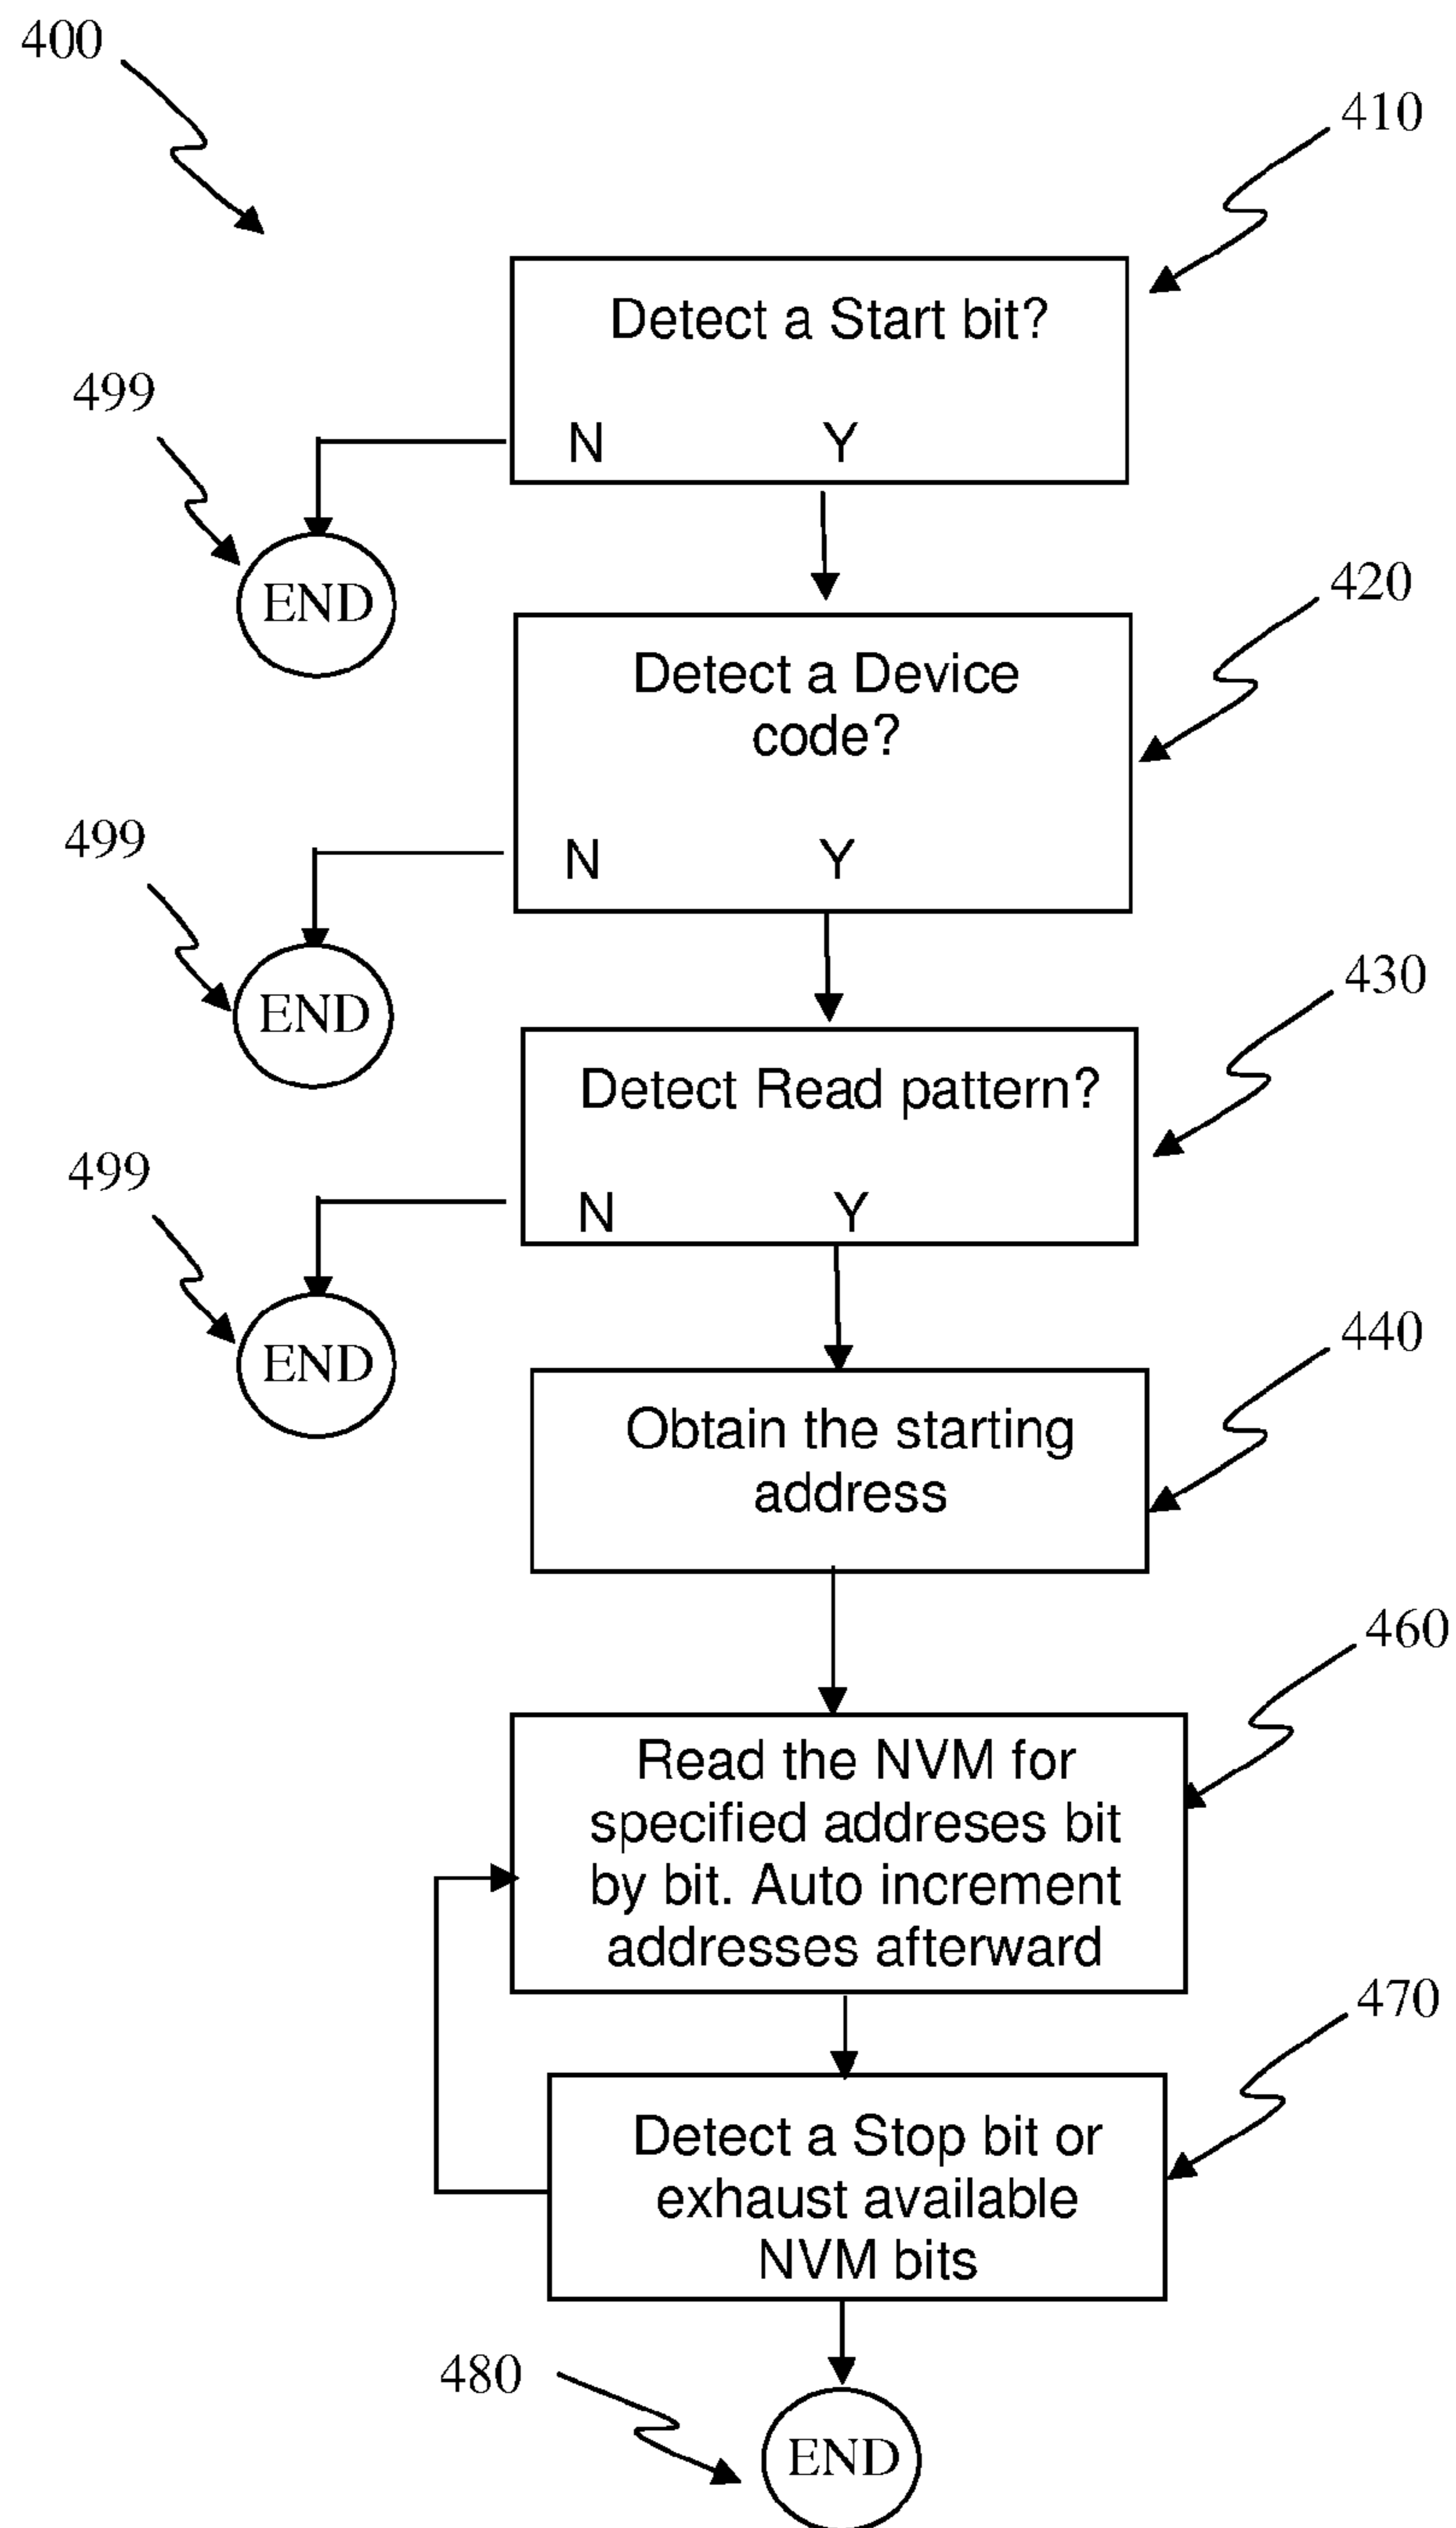 400
410
Detect a Start bit?
499
N Y
END
420
Detect a Device
code?
499
N Y
END
430
Detect Read pattern?
499
N Y
END
440
Obtain the starting
address
460
Read the NVM for
specified addreses bit
by bit. Auto increment
addresses afterward
470
Detect a Stop bit or
exhaust available
NVM bits
480
END